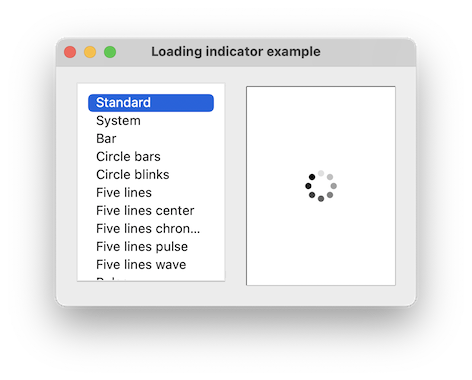 Loading indicator example
Standard
System
Bar
Circle bars
Circle blinks
Five lines
Five lines center
Five lines chron...
Five lines pulse
Five lines wave